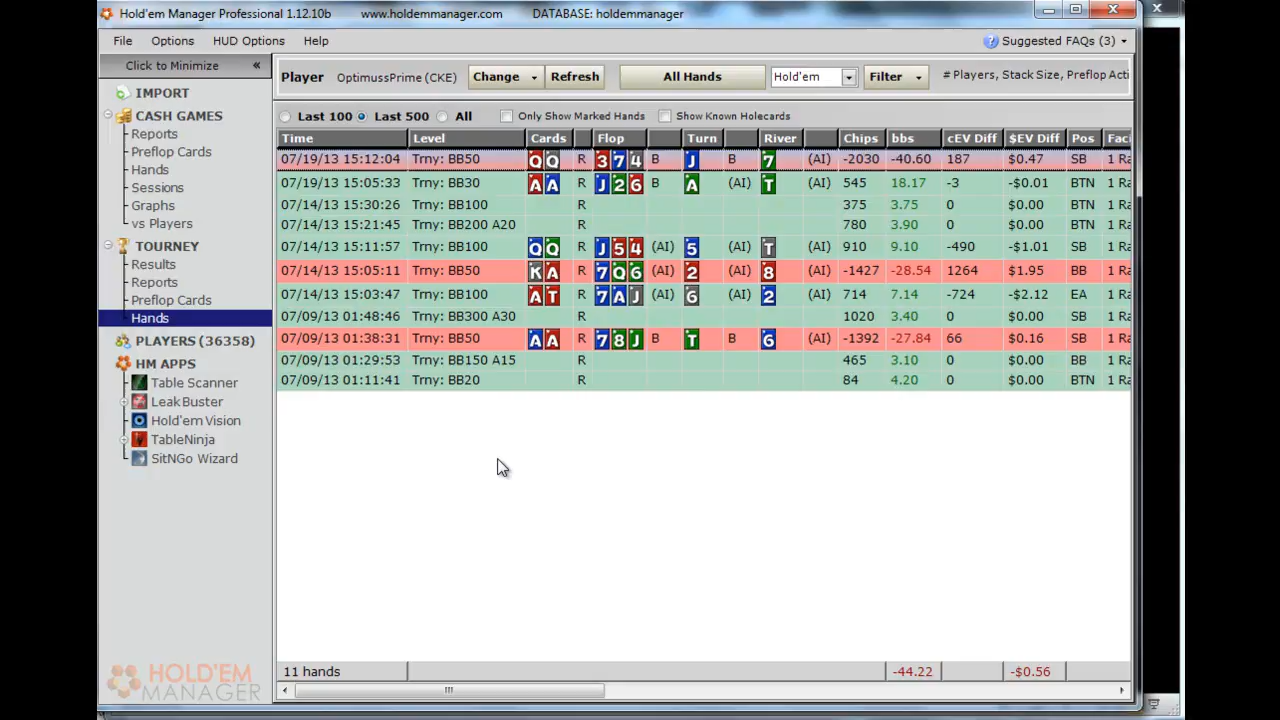 Hold'em Manager Professional 1.12.10b www.holdemmanager.com DATABASE: holdemmanager
File Options HUD Options Help Suggested FAQs (3)
Click to Minimize «
Player OptimussPrime (CKE) Change Refresh All Hands Hold'em Filter # Players, Stack Size, Preflop Acti
IMPORT
CASH GAMES
Reports
Preflop Cards
Hands
Sessions
Graphs
vs Players
TOURNEY
Results
Reports
Preflop Cards
Hands
PLAYERS (36358)
HM APPS
Table Scanner
LeakBuster
Hold'em Vision
TableNinja
SitNGo Wizard
HOLD'EM
MANAGER
Last 100 Last 500 All Only Show Marked Hands Show Known Holecards
Time Level Cards Flop Turn River Chips bbs cEV Diff $EV Diff Pos Faci
07/19/13 15:12:04 Trny: BB50 Q Q R 3 7 4 B J B 7 (AI) -2030 -40.60 187 $0.47 SB 1 Ra
07/19/13 15:05:33 Trny: BB30 A A R J 2 6 B A (AI) T (AI) 545 18.17 -3 -$0.01 BTN 1 Ra
07/14/13 15:30:26 Trny: BB100 R 375 3.75 0 $0.00 BTN 1 Ra
07/14/13 15:21:45 Trny: BB200 A20 R 780 3.90 0 $0.00 BTN 1 Ra
07/14/13 15:11:57 Trny: BB100 Q Q R J 5 4 (AI) 5 (AI) T (AI) 910 9.10 -490 -$1.01 SB 1 Ra
07/14/13 15:05:11 Trny: BB50 K A R 7 Q 6 (AI) 2 (AI) 8 (AI) -1427 -28.54 1264 $1.95 BB 1 Ra
07/14/13 15:03:47 Trny: BB100 A T R 7 A J (AI) 6 (AI) 2 (AI) 714 7.14 -724 -$2.12 EA 1 Ra
07/09/13 01:48:46 Trny: BB300 A30 R 1020 3.40 0 $0.00 SB 1 Ra
07/09/13 01:38:31 Trny: BB50 A A R 7 8 J B T B 6 (AI) -1392 -27.84 66 $0.16 SB 1 Ra
07/09/13 01:29:53 Trny: BB150 A15 R 465 3.10 0 $0.00 BB 1 Ra
07/09/13 01:11:41 Trny: BB20 R 84 4.20 0 $0.00 BTN 1 Ra
11 hands -44.22 -$0.56